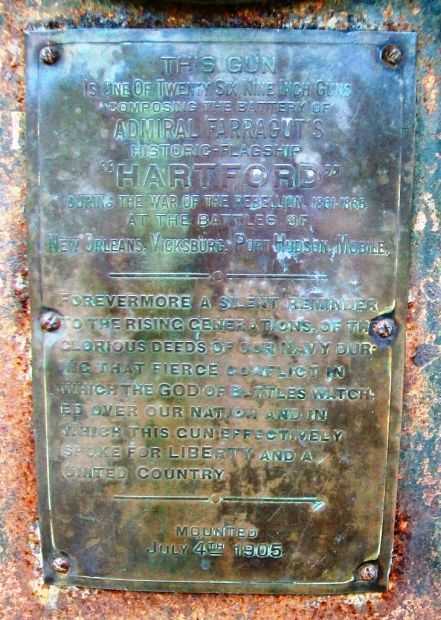 THIS GUN
IS ONE OF TWENTY SIX, NINE INCH GUNS
COMPOSING THE BATTERY OF
ADMIRAL FARRAGUT'S
HISTORIC-FLAGSHIP
"HARTFORD"
DURING THE WAR OF THE REBELLION, 1861-1865,
AT THE BATTLES OF
NEW ORLEANS, VICKSBURG, PORT HUDSON, MOBILE,
FOREVERMORE A SILENT REMINDER
TO THE RISING GENERATIONS, OF THE
GLORIOUS DEEDS OF OUR NAVY DUR-
ING THAT FIERCE CONFLICT IN
WHICH THE GOD OF BATTLES WATCH-
ED OVER OUR NATION AND IN
WHICH THIS GUN EFFECTIVELY
SPOKE FOR LIBERTY AND A
UNITED COUNTRY
MOUNTED
JULY 4TH 1905